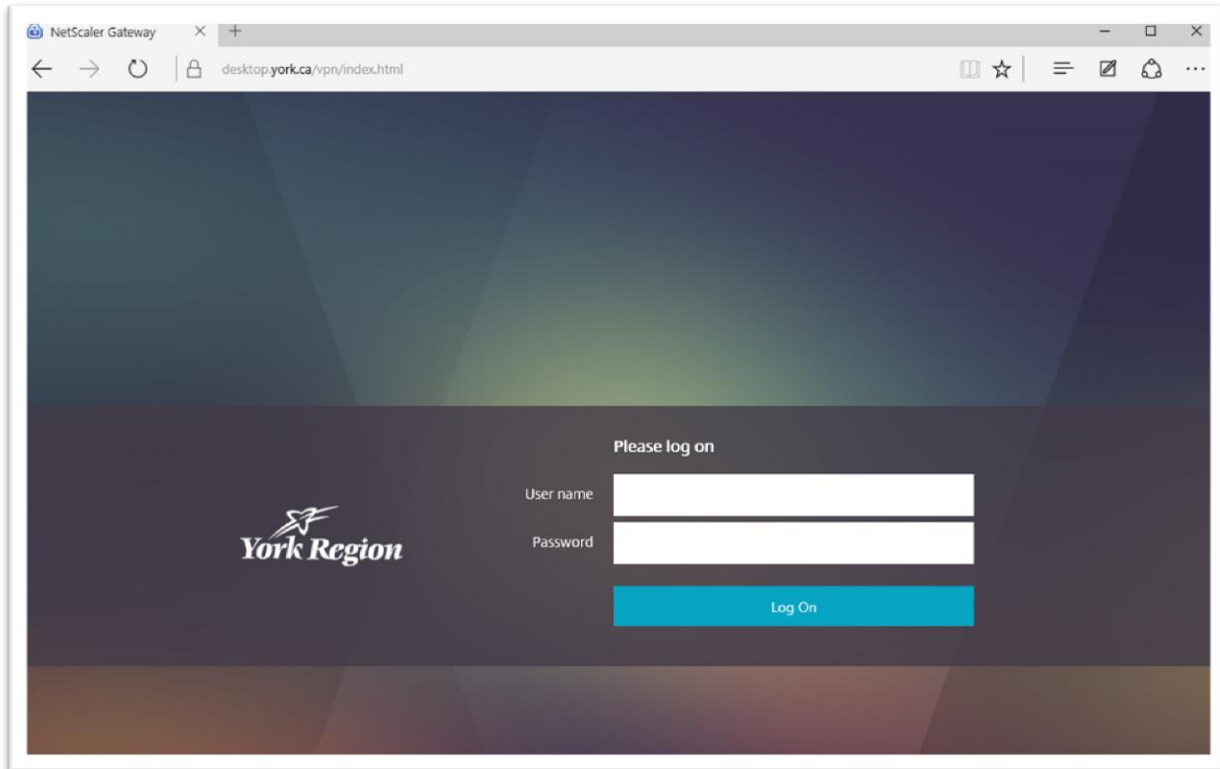 NetScaler Gateway
desktop.york.ca/vpn/index.html
Please log on
User name
Password
York Region
Log On